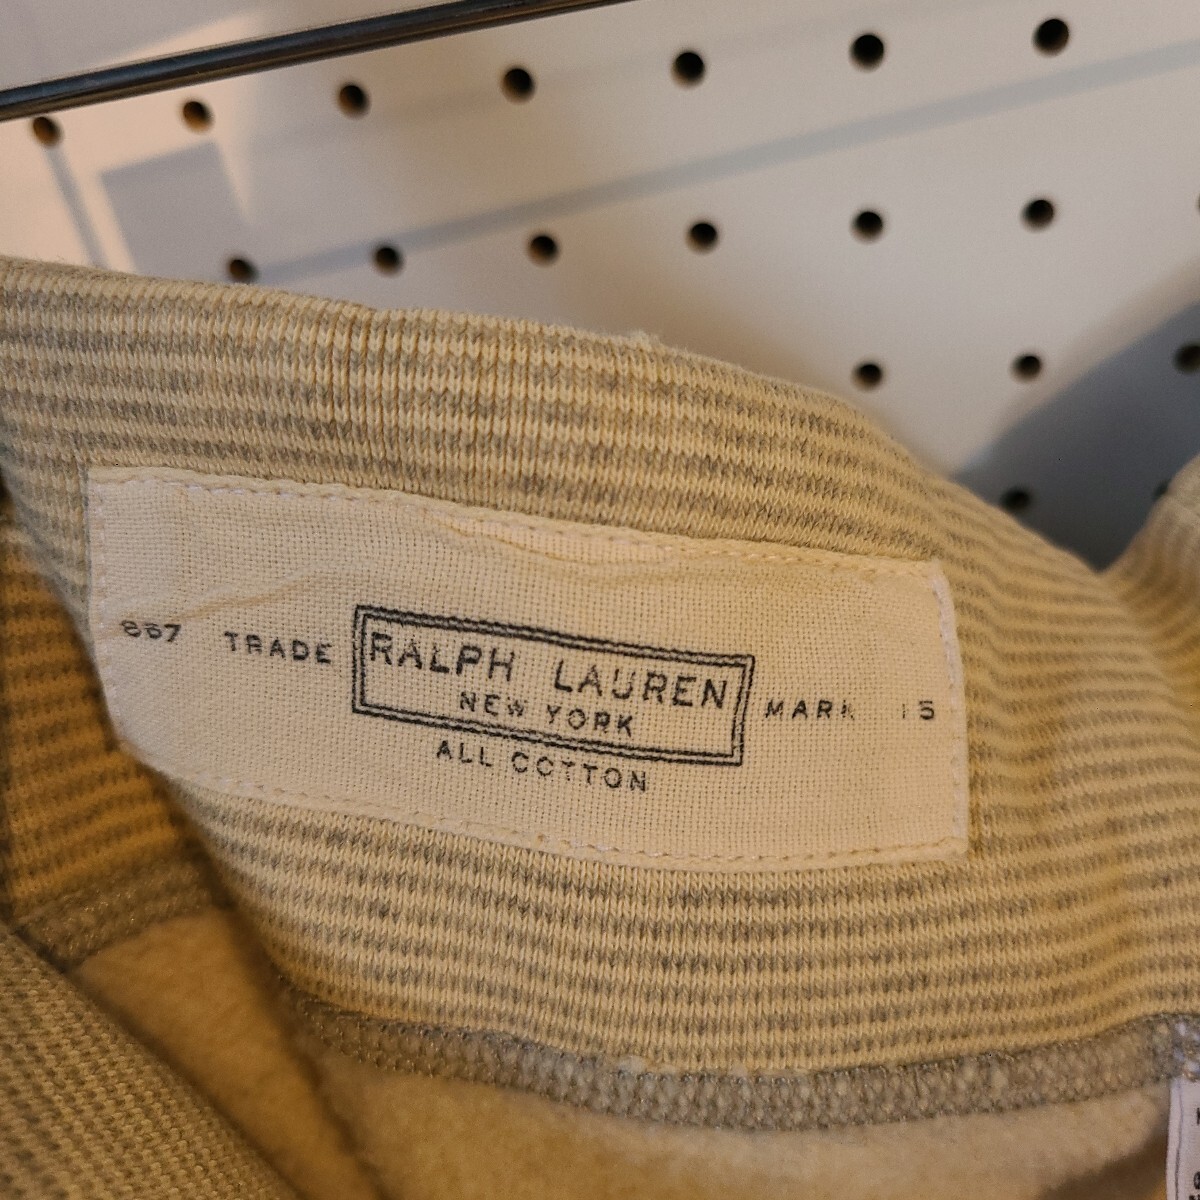 867 TRADE RALPH LAUREN MARK 15
NEW YORK
ALL COTTON